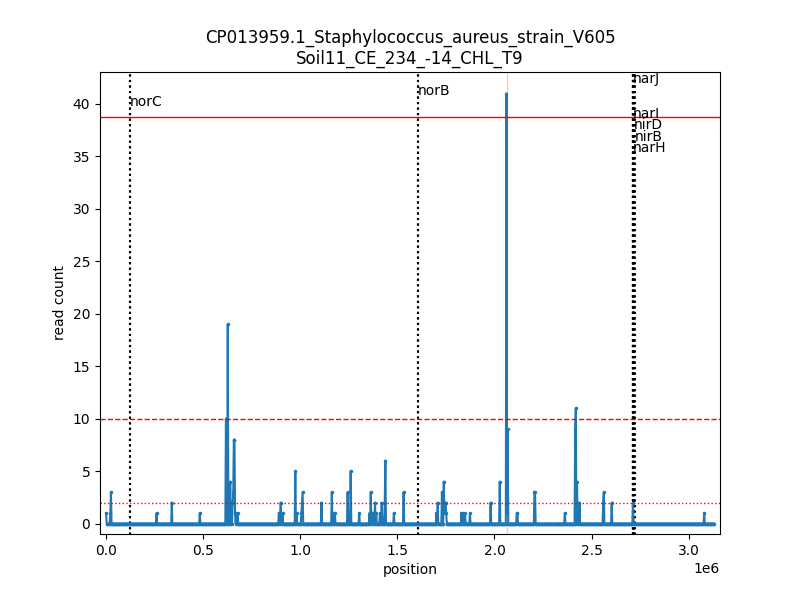 CP013959.1_Staphylococcus_aureus_strain_V605
Soil11_CE_234_-14_CHL_T9
narJ
norC
norB
narI
nirD
nirB
narH
40
35
30
25
20
15
10
5
0
read count
0.0 0.5 1.0 1.5 2.0 2.5 3.0
position
1e6